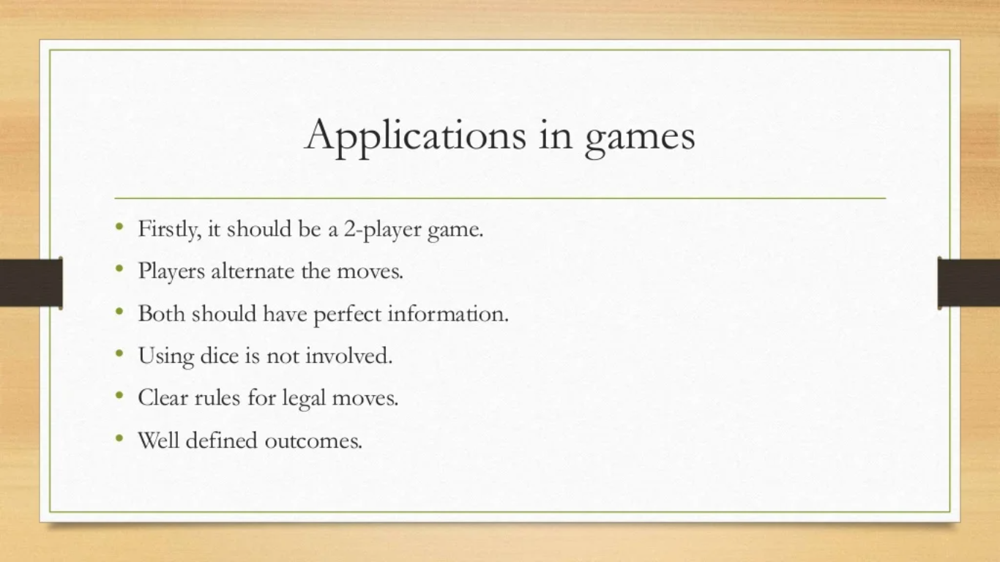 Applications in games
• Firstly, it should be a 2-player game.
• Players alternate the moves.
• Both should have perfect information.
• Using dice is not involved.
• Clear rules for legal moves.
• Well defined outcomes.